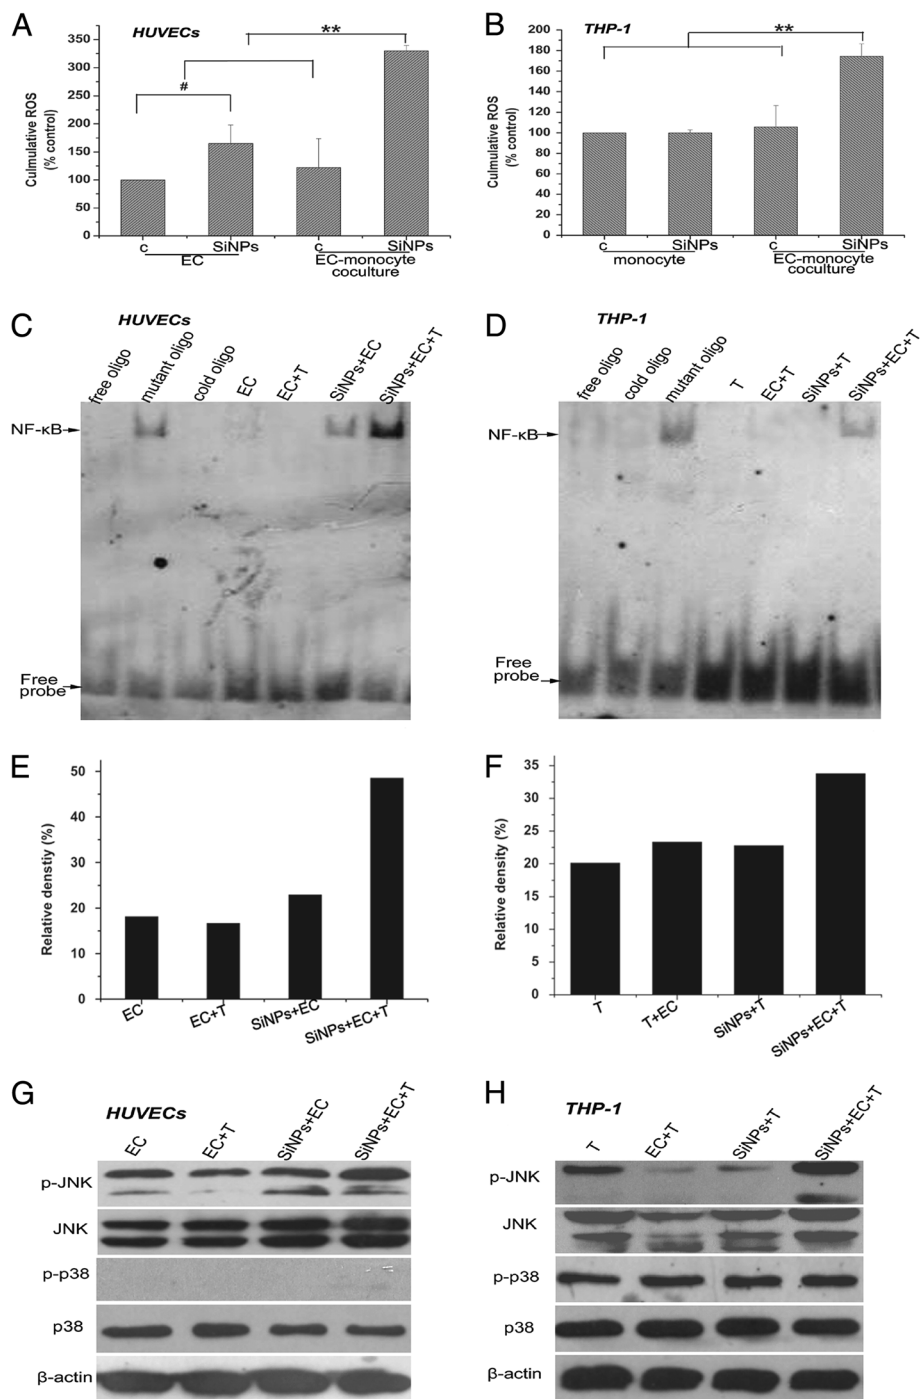 A
HUVECs
**
#
350
300
250
200
150
100
50
0
Culmulative ROS
(% control)
c
SiNPs
c
SiNPs
EC
EC-monocyte
coculture
B
THP-1
**
200
180
160
140
120
100
80
60
40
20
0
Culmulative ROS
(% control)
c
SiNPs
c
SiNPs
monocyte
EC-monocyte
coculture
C
HUVECs
free oligo
mutant oligo
cold oligo
EC
EC+T
SiNPs+EC
SiNPs+EC+T
NF-κB
Free
probe
D
THP-1
free oligo
cold oligo
mutant oligo
T
EC+T
SiNPs+T
SiNPs+EC+T
NF-κB
Free
probe
E
50
40
30
20
10
0
Relative denstiy (%)
EC
EC+T
SiNPs+EC
SiNPs+EC+T
F
35
30
25
20
15
10
5
0
Relative density (%)
T
T+EC
SiNPs+T
SiNPs+EC+T
G
HUVECs
EC
EC+T
SiNPs+EC
SiNPs+EC+T
p-JNK
JNK
p-p38
p38
β-actin
H
THP-1
T
EC+T
SiNPs+T
SiNPs+EC+T
p-JNK
JNK
p-p38
p38
β-actin